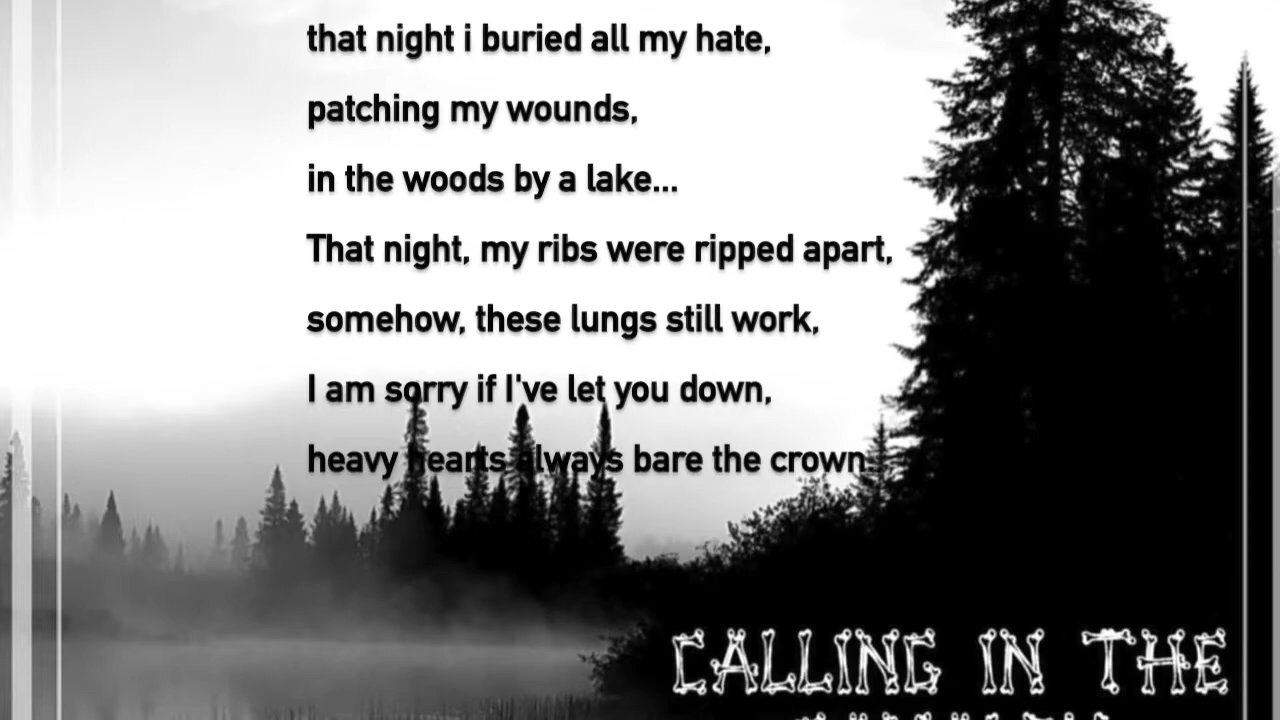 that night i buried all my hate,
patching my wounds,
in the woods by a lake...
That night, my ribs were ripped apart,
somehow, these lungs still work,
I am sorry if I've let you down,
heavy hearts always bare the crown.
CALLING IN THE